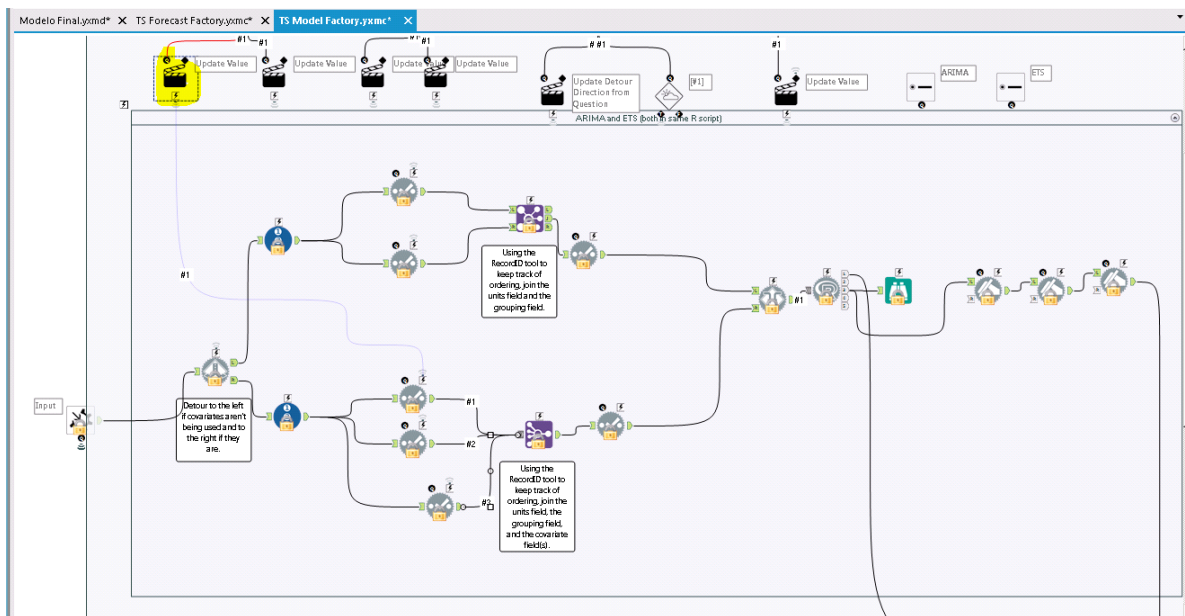 Modelo Final.yxmd* X TS Forecast Factory.yxmc* X TS Model Factory.yxmc* X
#1
#1
Update Value
Update Value
#1
Update Value
Update Value
# #1
Update Detour
Direction from
Question
[#1]
#1
Update Value
ARIMA
ETS
ARIMA and ETS (both in same R script)
#1
Using the
RecordID tool to
keep track of
ordering, join the
units field and the
grouping field.
#1
Input
Detour to the left
if covariates aren't
being used and to
the right if they
are.
#1
#2
#3
Using the
RecordID tool to
keep track of
ordering, join the
units field, the
grouping field,
and the covariate
field(s).